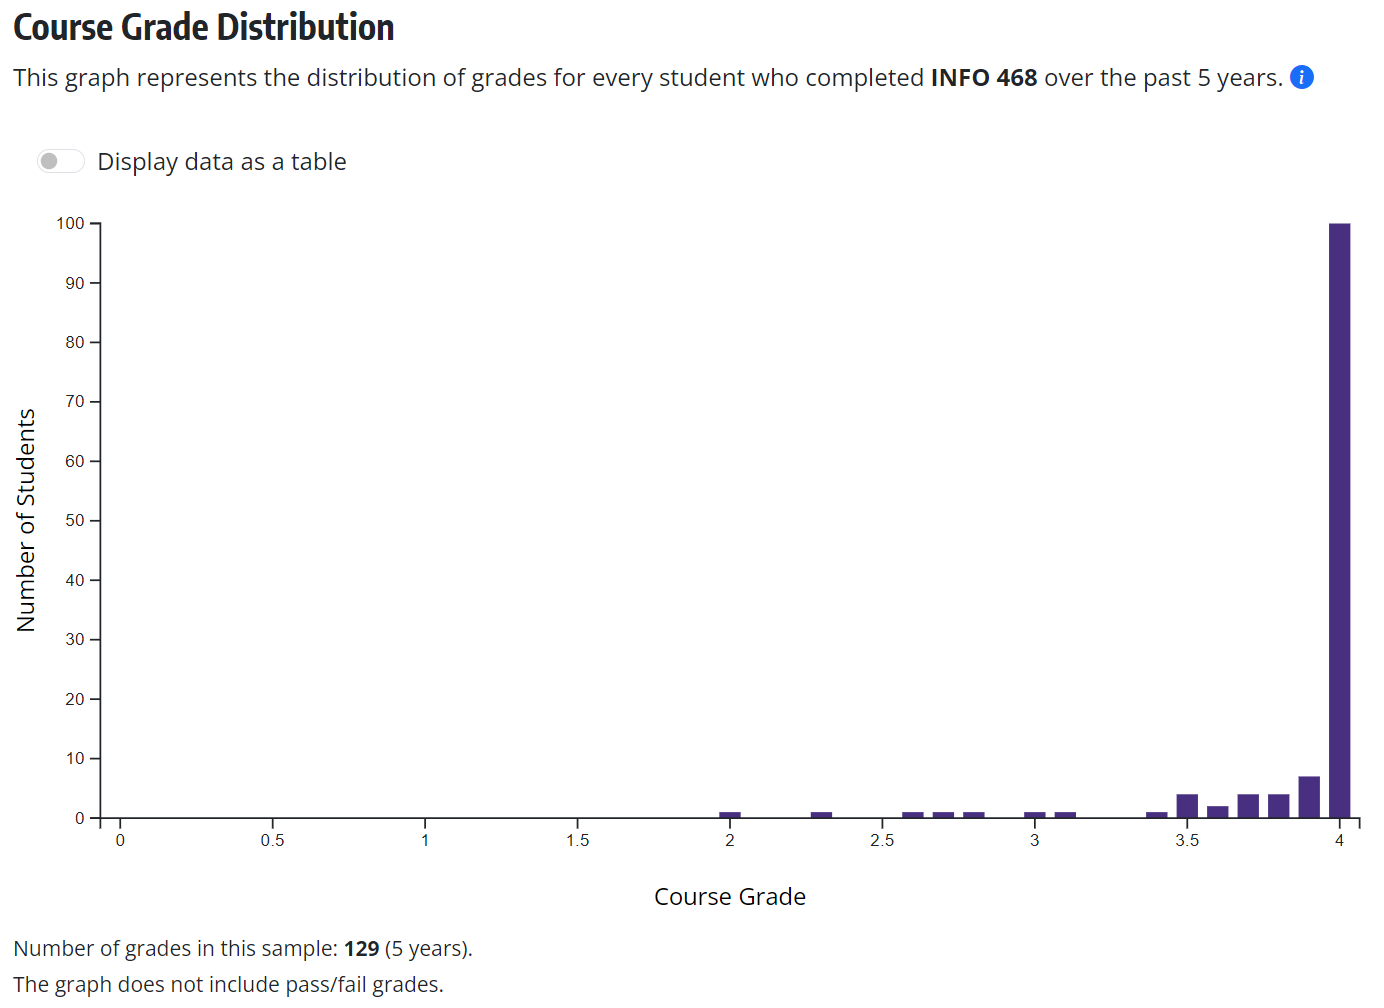 Course Grade Distribution
This graph represents the distribution of grades for every student who completed INFO 468 over the past 5 years. i
Display data as a table
100
90
80
70
60
50
40
30
20
10
0
Number of Students
0 0.5 1 1.5 2 2.5 3 3.5 4
Course Grade
Number of grades in this sample: 129 (5 years).
The graph does not include pass/fail grades.